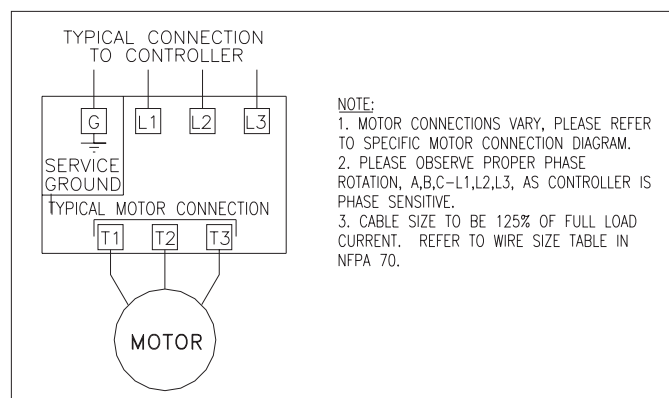 TYPICAL CONNECTION
TO CONTROLLER
G
L1
L2
L3
SERVICE
GROUND
TYPICAL MOTOR CONNECTION
T1
T2
T3
MOTOR
NOTE:
1. MOTOR CONNECTIONS VARY, PLEASE REFER
TO SPECIFIC MOTOR CONNECTION DIAGRAM.
2. PLEASE OBSERVE PROPER PHASE
ROTATION, A,B,C-L1,L2,L3, AS CONTROLLER IS
PHASE SENSITIVE.
3. CABLE SIZE TO BE 125% OF FULL LOAD
CURRENT. REFER TO WIRE SIZE TABLE IN
NFPA 70.